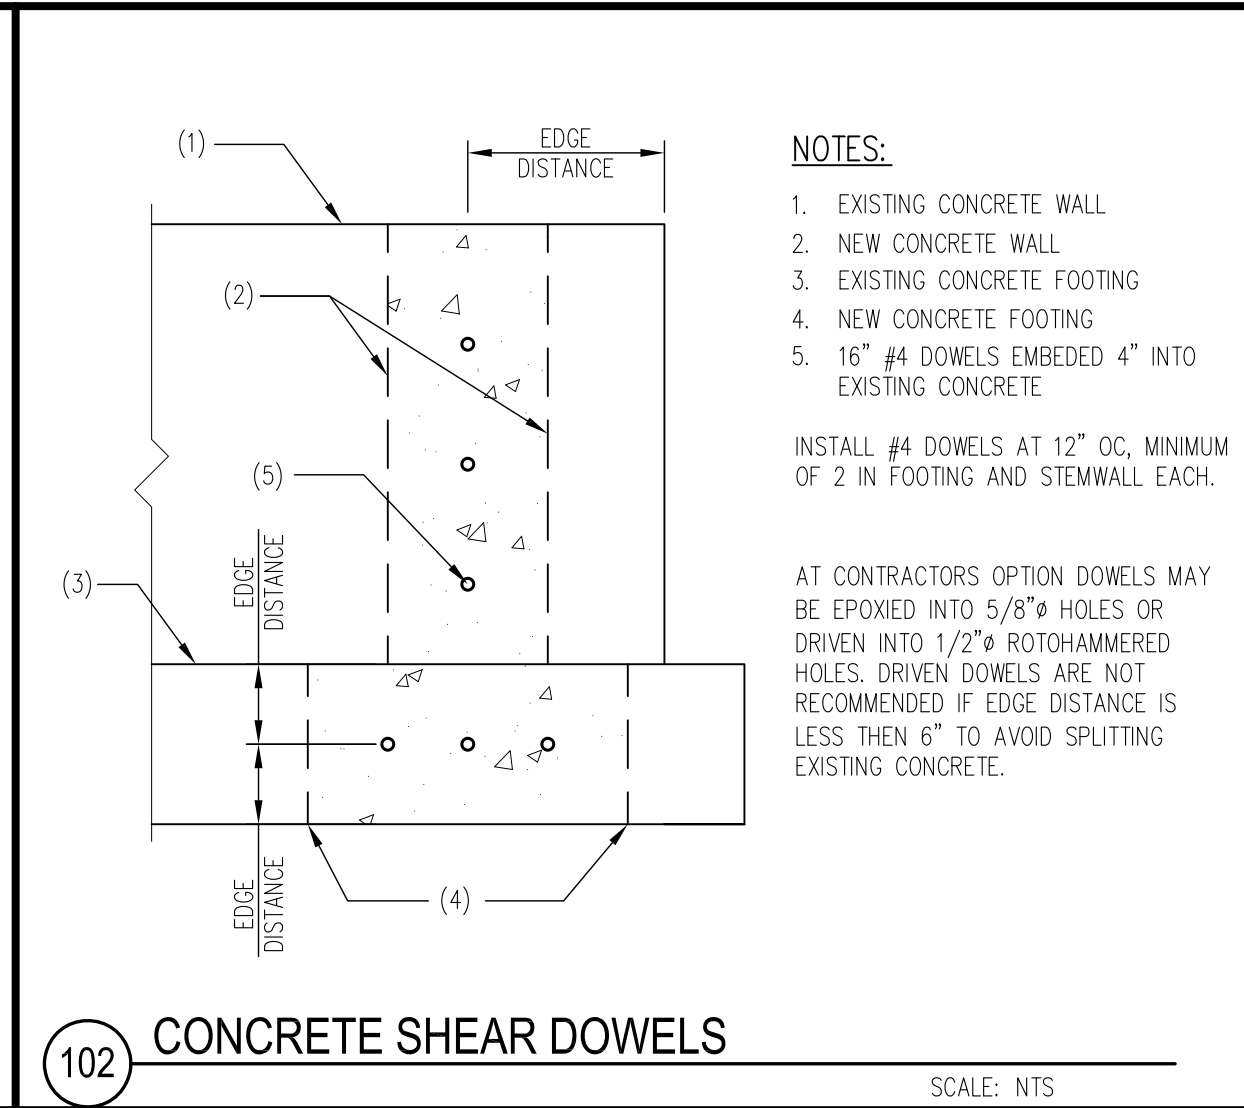 (1)
EDGE
DISTANCE
(2)
(5)
EDGE
DISTANCE
(3)
EDGE
DISTANCE
(4)
NOTES:
1. EXISTING CONCRETE WALL
2. NEW CONCRETE WALL
3. EXISTING CONCRETE FOOTING
4. NEW CONCRETE FOOTING
5. 16” #4 DOWELS EMBEDED 4” INTO
EXISTING CONCRETE
INSTALL #4 DOWELS AT 12” OC, MINIMUM
OF 2 IN FOOTING AND STEMWALL EACH.
AT CONTRACTORS OPTION DOWELS MAY
BE EPOXIED INTO 5/8”ø HOLES OR
DRIVEN INTO 1/2”ø ROTOHAMMERED
HOLES. DRIVEN DOWELS ARE NOT
RECOMMENDED IF EDGE DISTANCE IS
LESS THEN 6” TO AVOID SPLITTING
EXISTING CONCRETE.
102 CONCRETE SHEAR DOWELS
SCALE: NTS